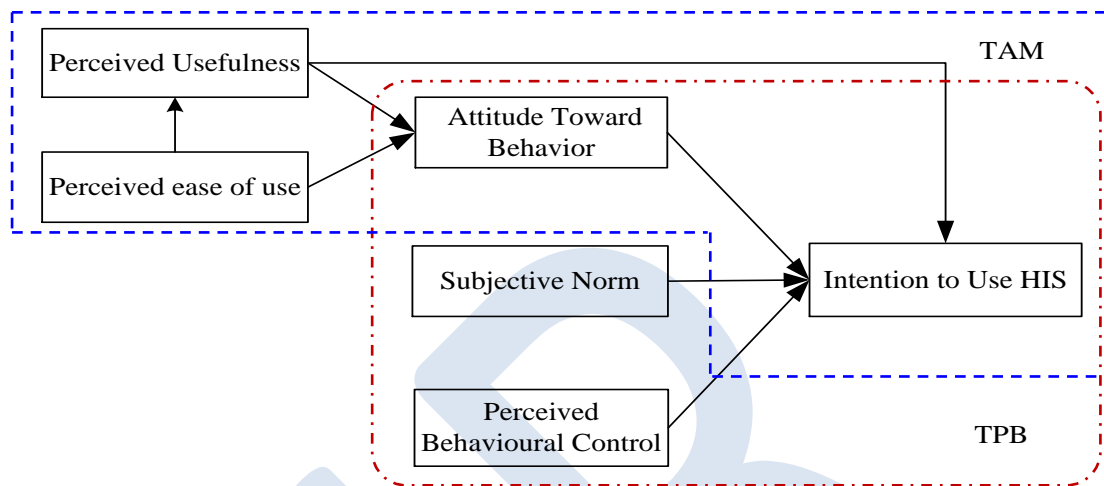 TAM
Perceived Usefulness
Attitude Toward
Behavior
Perceived ease of use
Subjective Norm
Intention to Use HIS
Perceived
Behavioural Control
TPB